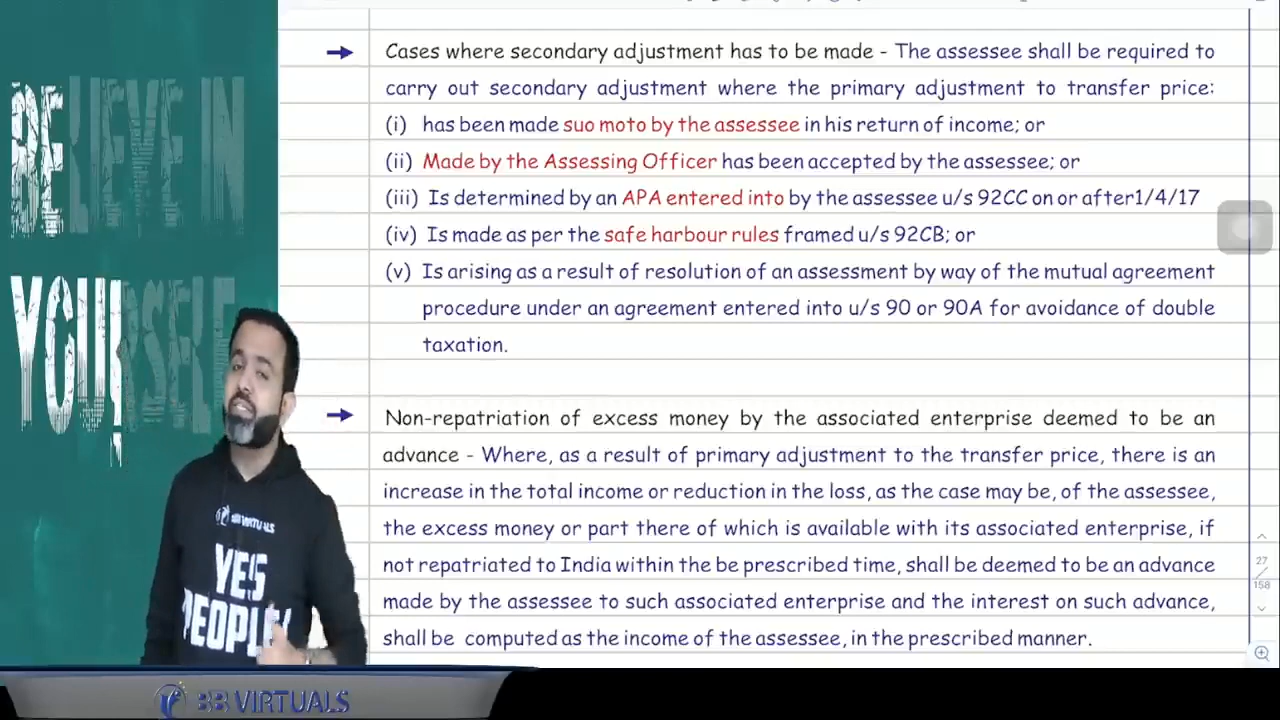 BELIEVE IN
YOURSELF
Cases where secondary adjustment has to be made - The assessee shall be required to
carry out secondary adjustment where the primary adjustment to transfer price:
(i) has been made suo moto by the assessee in his return of income; or
(ii) Made by the Assessing Officer has been accepted by the assessee; or
(iii) Is determined by an APA entered into by the assessee u/s 92CC on or after1/4/17
(iv) Is made as per the safe harbour rules framed u/s 92CB; or
(v) Is arising as a result of resolution of an assessment by way of the mutual agreement
procedure under an agreement entered into u/s 90 or 90A for avoidance of double
taxation.
Non-repatriation of excess money by the associated enterprise deemed to be an
advance - Where, as a result of primary adjustment to the transfer price, there is an
increase in the total income or reduction in the loss, as the case may be, of the assessee,
the excess money or part there of which is available with its associated enterprise, if
not repatriated to India within the be prescribed time, shall be deemed to be an advance
made by the assessee to such associated enterprise and the interest on such advance,
shall be computed as the income of the assessee, in the prescribed manner.
27
158
BB VIRTUALS
YES
PEOPLE!
BB VIRTUALS